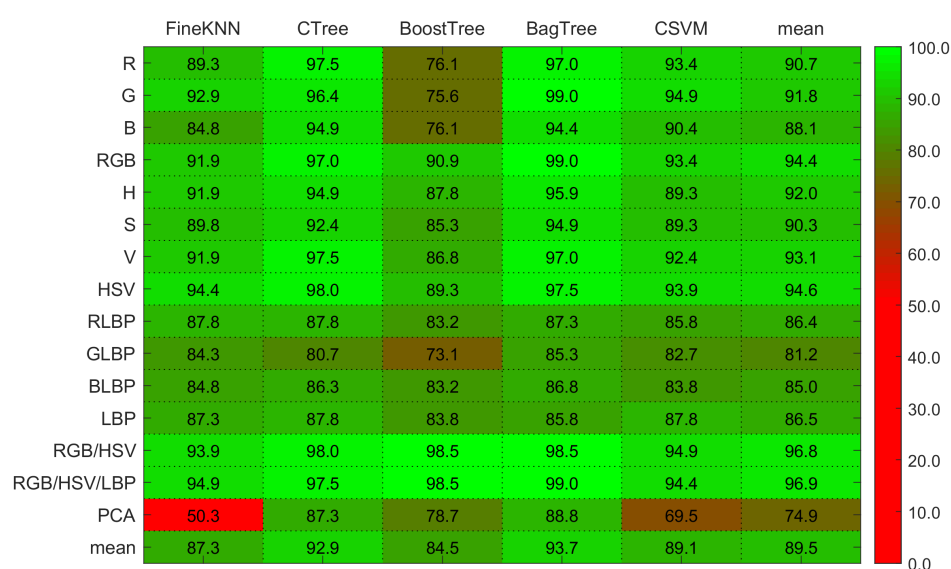 FineKNN CTree BoostTree BagTree CSVM mean
R 89.3 97.5 76.1 97.0 93.4 90.7
G 92.9 96.4 75.6 99.0 94.9 91.8
B 84.8 94.9 76.1 94.4 90.4 88.1
RGB 91.9 97.0 90.9 99.0 93.4 94.4
H 91.9 94.9 87.8 95.9 89.3 92.0
S 89.8 92.4 85.3 94.9 89.3 90.3
V 91.9 97.5 86.8 97.0 92.4 93.1
HSV 94.4 98.0 89.3 97.5 93.9 94.6
RLBP 87.8 87.8 83.2 87.3 85.8 86.4
GLBP 84.3 80.7 73.1 85.3 82.7 81.2
BLBP 84.8 86.3 83.2 86.8 83.8 85.0
LBP 87.3 87.8 83.8 85.8 87.8 86.5
RGB/HSV 93.9 98.0 98.5 98.5 94.9 96.8
RGB/HSV/LBP 94.9 97.5 98.5 99.0 94.4 96.9
PCA 50.3 87.3 78.7 88.8 69.5 74.9
mean 87.3 92.9 84.5 93.7 89.1 89.5
100.0
90.0
80.0
70.0
60.0
50.0
40.0
30.0
20.0
10.0
0.0